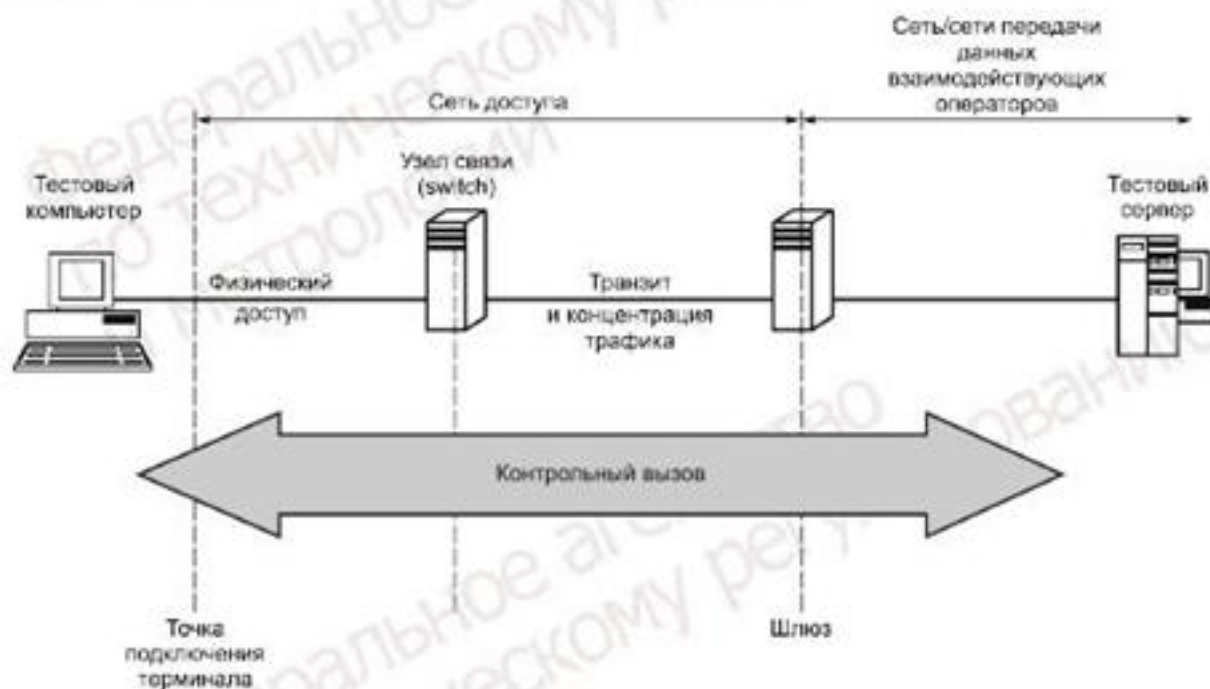 Сеть/сети передачи
данных
взаимодействующих
операторов
Сеть доступа
Узел связи
(switch)
Тестовый
компьютер
Тестовый
сервер
Физический
доступ
Транзит
и концентрация
трафика
Контрольный вызов
Точка
подключения
терминала
Шлюз